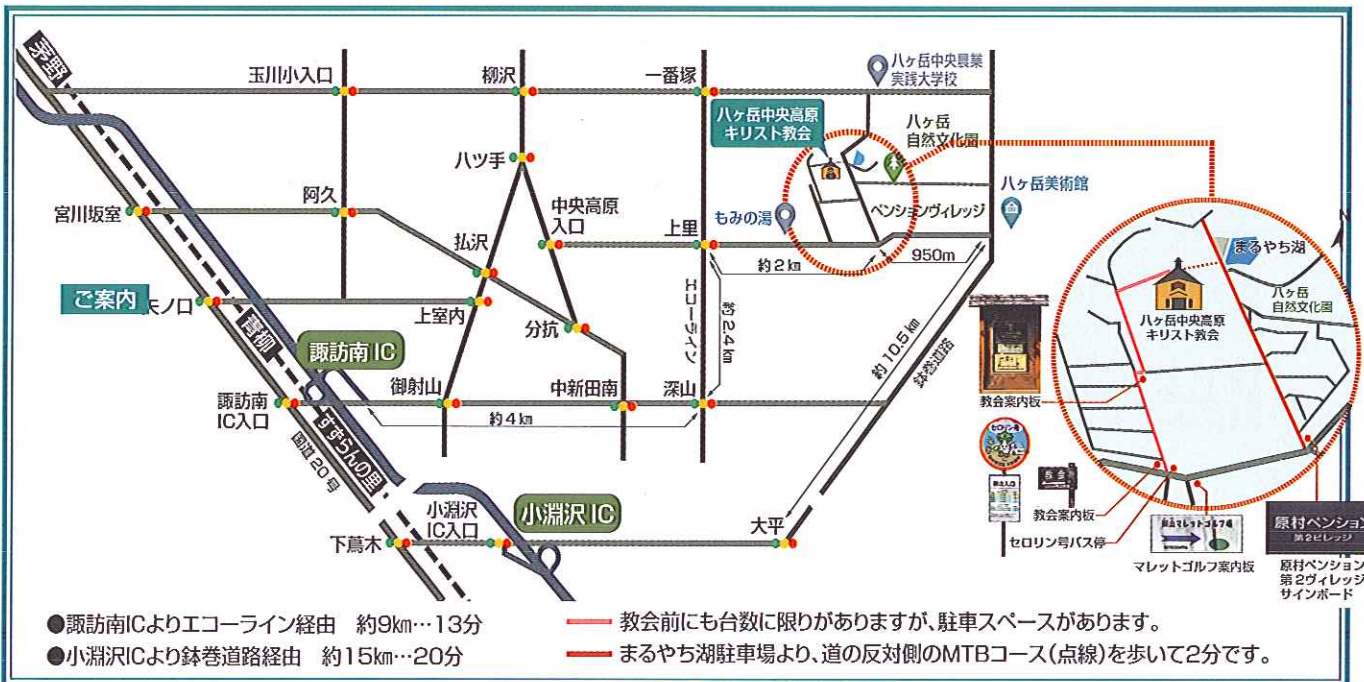 茅野
玉川小入口
柳沢
一番塚
八ヶ岳中央農業
実践大学校
八ヶ岳中央高原
キリスト教会
八ヶ岳
自然文化園
八ツ手
阿久
宮川坂室
中央高原
入口
もみの湯
ペンションヴィレッジ
八ヶ岳美術館
払沢
上里
約2km
950m
まるやち湖
ご案内
矢ノ口
上室内
分抗
エコーライン
約2.4km
約10.5km
鉢巻道路
八ヶ岳
自然文化園
八ヶ岳中央高原
キリスト教会
青柳
諏訪南IC
教会案内板
諏訪南
IC入口
御射山
中新田南
深山
約4km
すずらんの里
国道20号
セロリン号
小淵沢
IC入口
小淵沢IC
下蔦木
大平
教会案内板
セロリン号バス停
マレットゴルフ案内板
原村ペンション
第2ビレッジ
原村ペンション
第2ヴィレッジ
サインボード
●諏訪南ICよりエコーライン経由 約9km…13分
●小淵沢ICより鉢巻道路経由 約15km…20分
教会前にも台数に限りがありますが、駐車スペースがあります。
まるやち湖駐車場より、道の反対側のMTBコース(点線)を歩いて2分です。